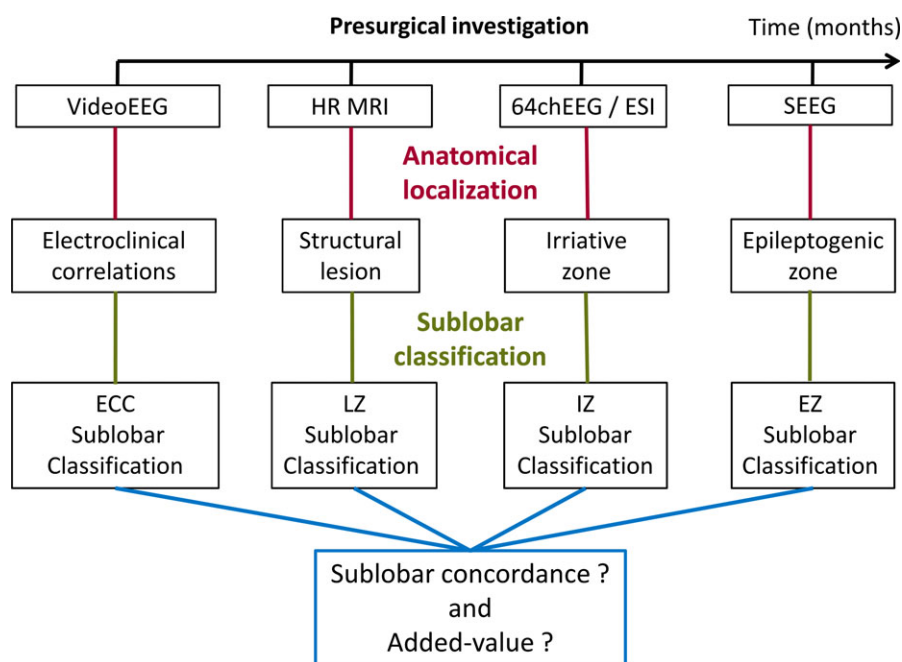 Presurgical investigation
Time (months)
VideoEEG
HR MRI
64chEEG / ESI
SEEG
Anatomical
localization
Electroclinical
correlations
Structural
lesion
Irriative
zone
Epileptogenic
zone
Sublobar
classification
ECC
Sublobar
Classification
LZ
Sublobar
Classification
IZ
Sublobar
Classification
EZ
Sublobar
Classification
Sublobar concordance ?
and
Added-value ?